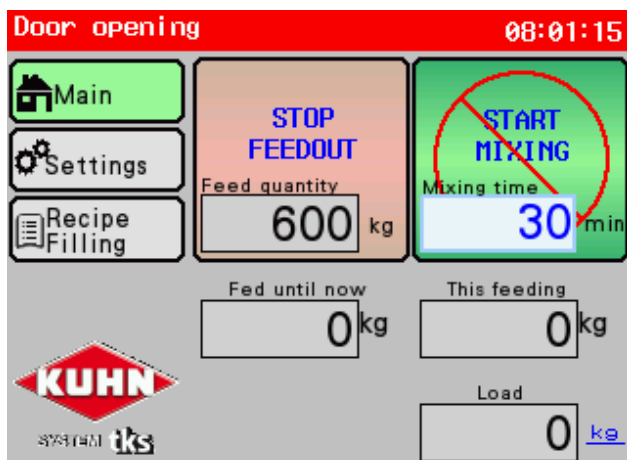 Door opening 08:01:15
Main
Settings
Recipe
Filling
STOP
FEEDOUT
Feed quantity
600 kg
START
MIXING
Mixing time
30 min
Fed until now
0 kg
This feeding
0 kg
Load
0 kg
KUHN
SYSTEM tks